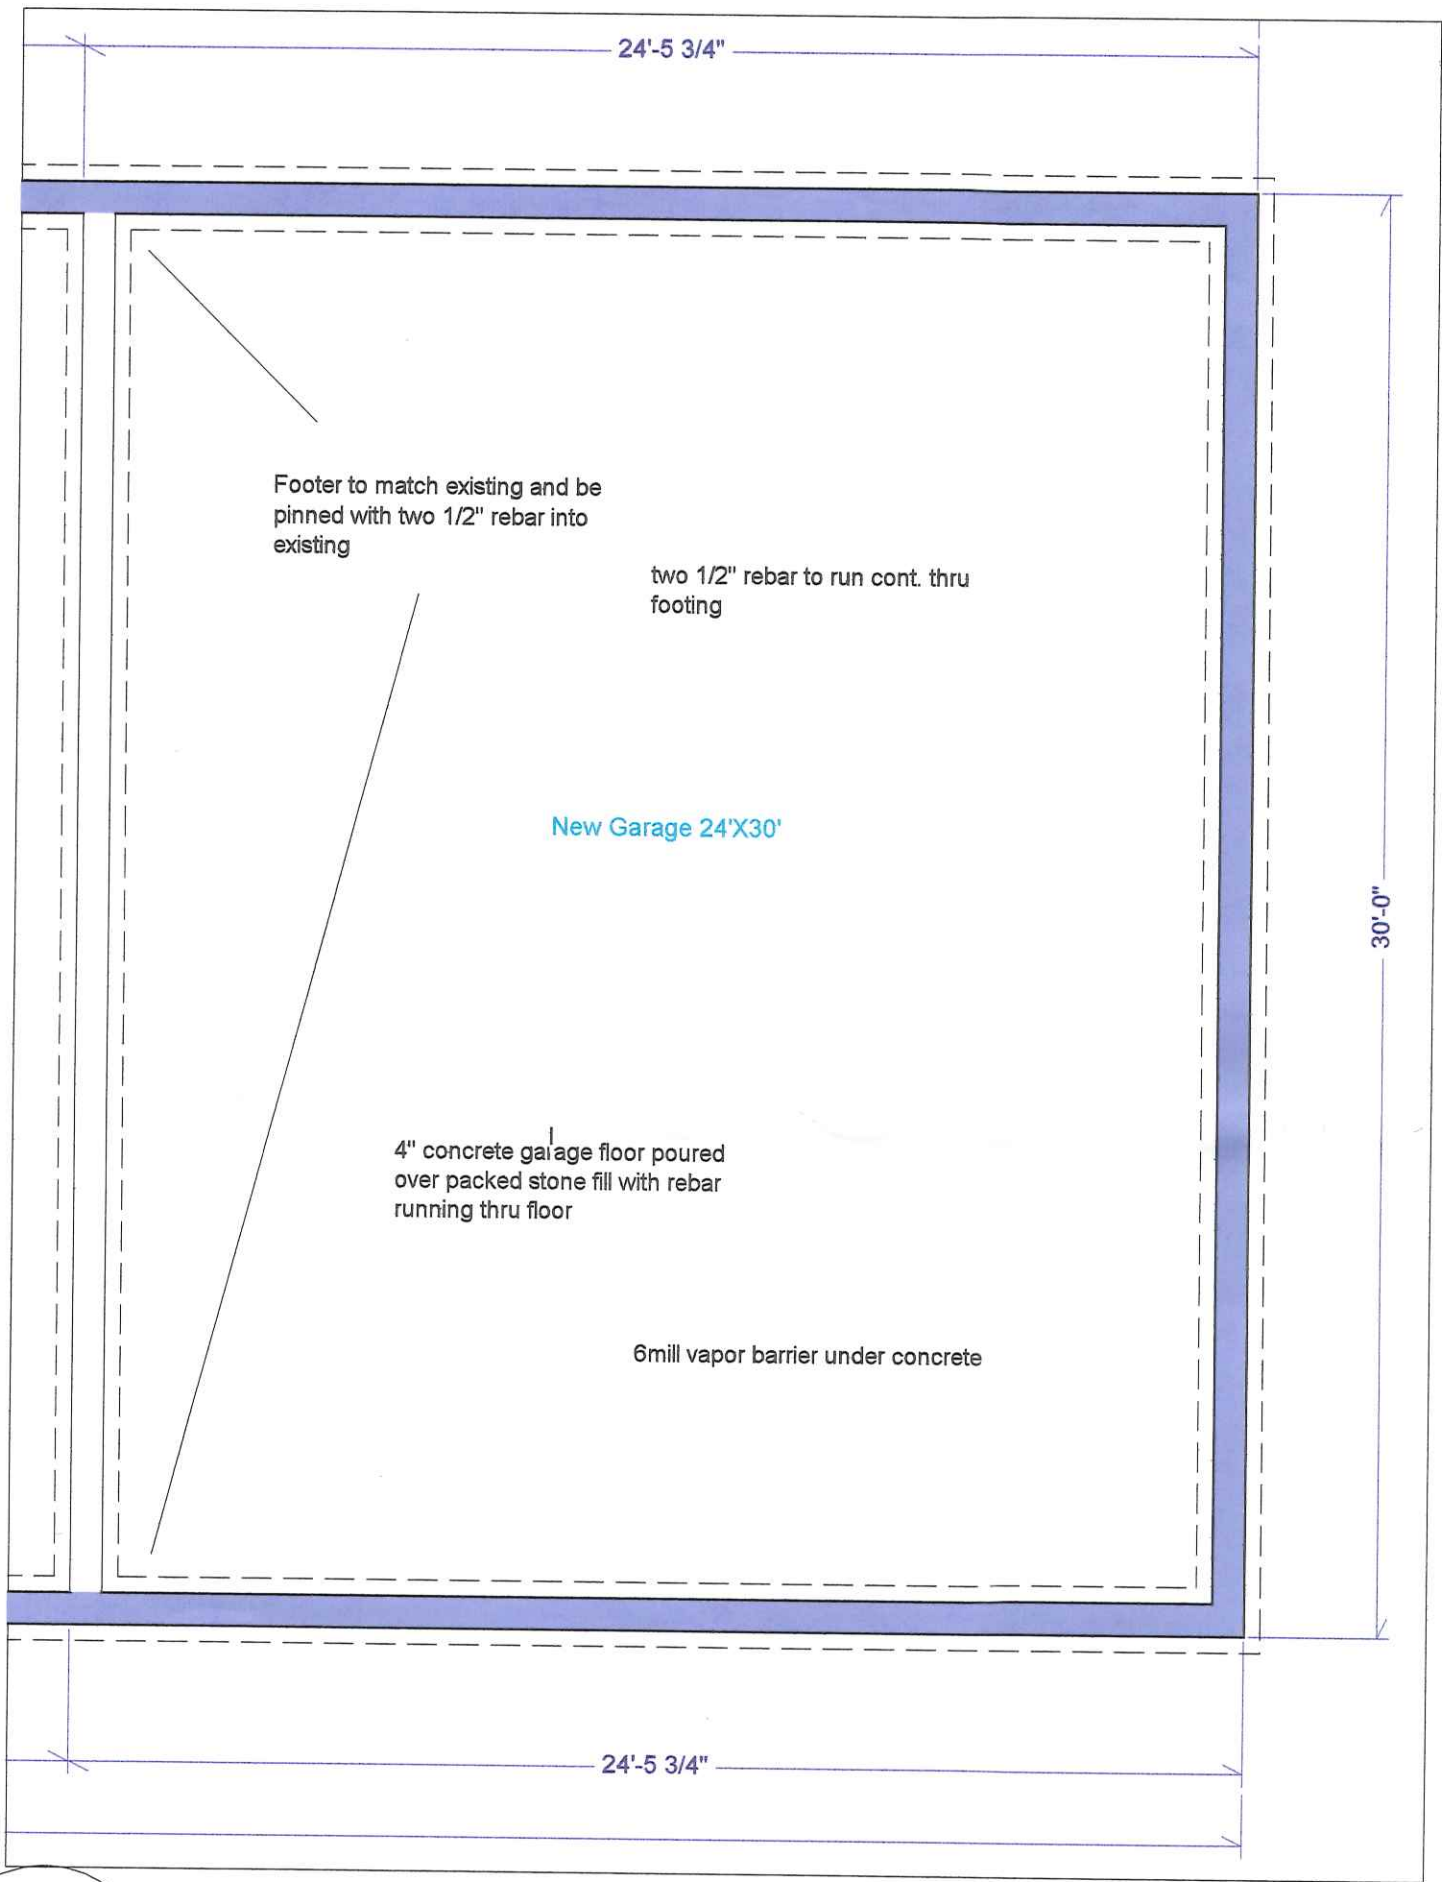 24'-5 3/4"
Footer to match existing and be
pinned with two 1/2" rebar into
existing
two 1/2" rebar to run cont. thru
footing
New Garage 24'X30'
30'-0"
4" concrete garage floor poured
over packed stone fill with rebar
running thru floor
6mill vapor barrier under concrete
24'-5 3/4"